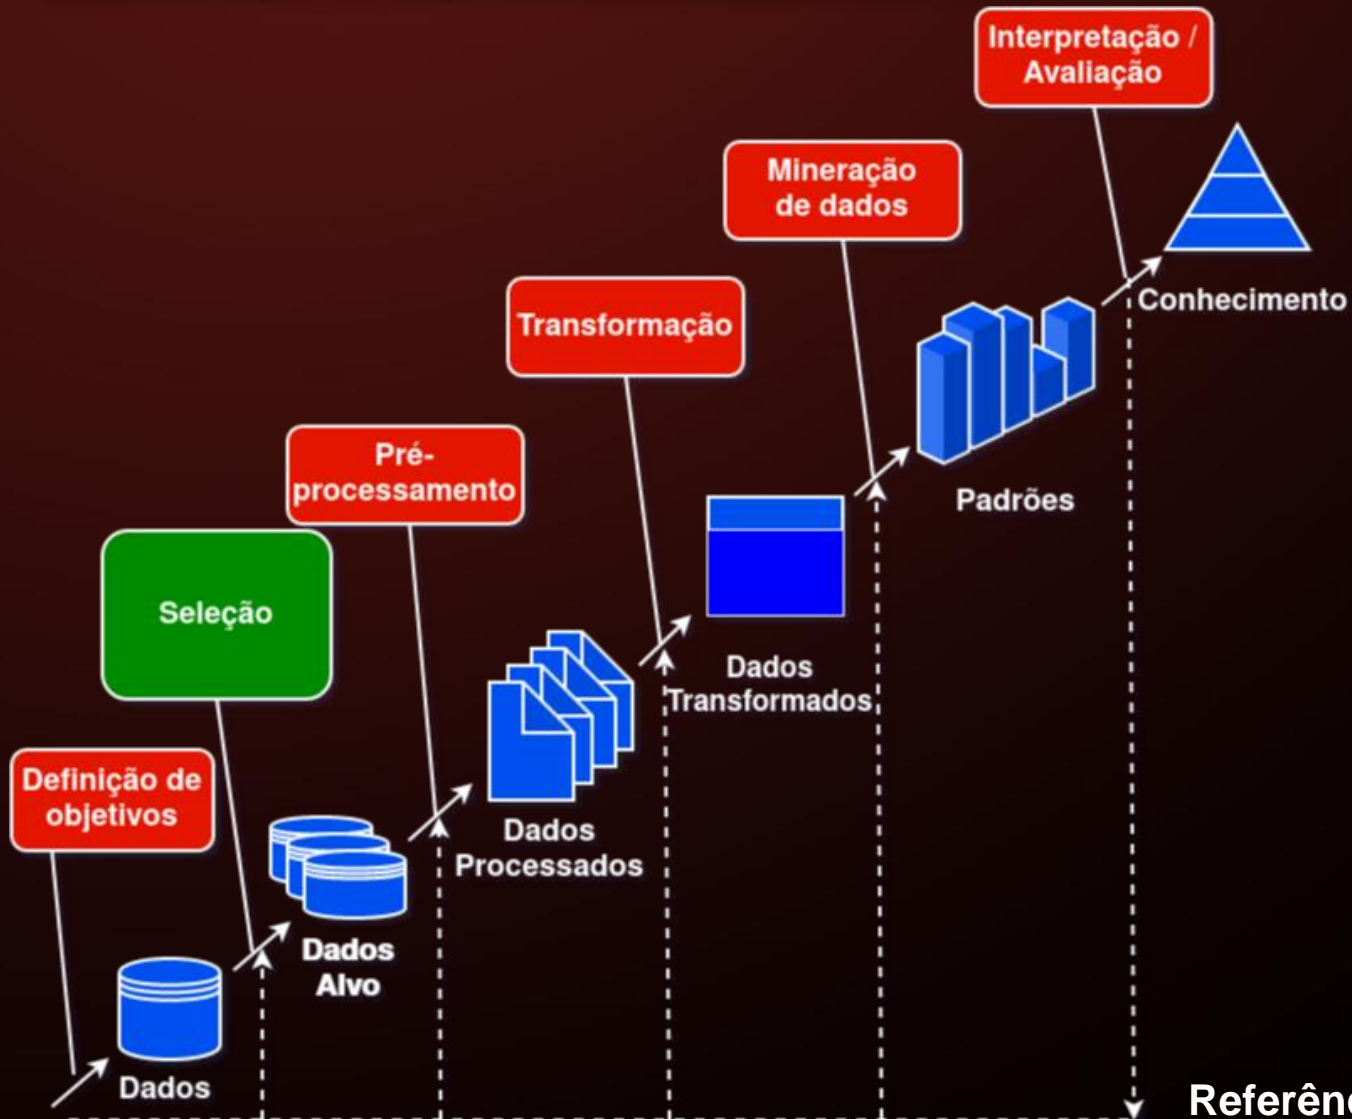 Interpretação /
Avaliação
Mineração
de dados
Conhecimento
Transformação
Pré-
processamento
Padrões
Seleção
Dados
Transformados
Definição de
objetivos
Dados
Processados
Dados
Alvo
Dados